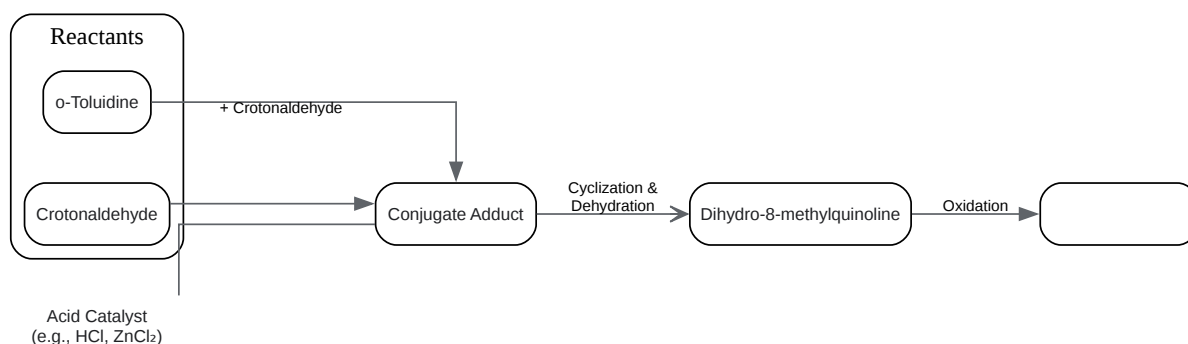 Reactants
o-Toluidine
+ Crotonaldehyde
Crotonaldehyde
Conjugate Adduct
Cyclization &
Dehydration
Dihydro-8-methylquinoline
Oxidation
Acid Catalyst
(e.g., HCl, ZnCl₂)